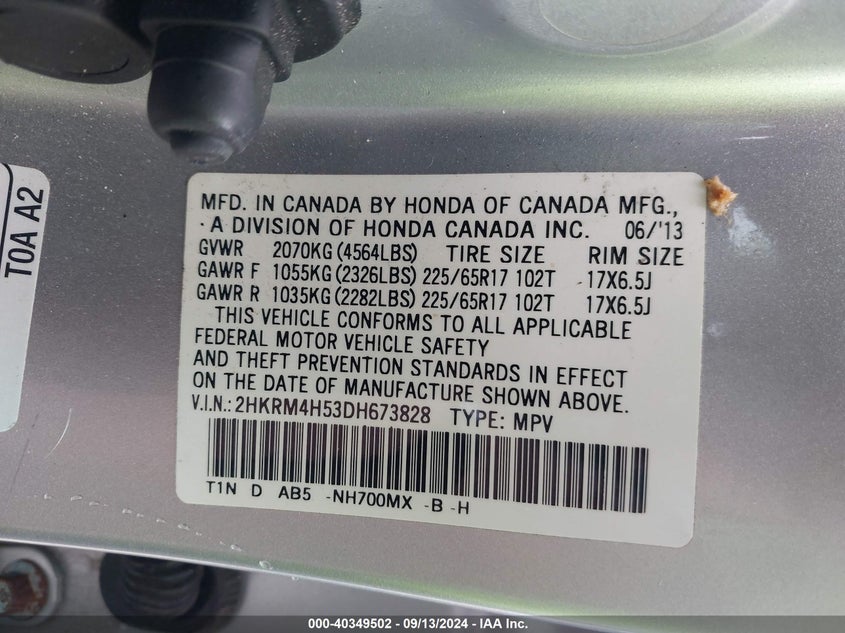 MFD. IN CANADA BY HONDA OF CANADA MFG.,
A DIVISION OF HONDA CANADA INC. 06/'13
GVWR 2070KG (4564LBS) TIRE SIZE RIM SIZE
GAWR F 1055KG (2326LBS) 225/65R17 102T 17X6.5J
GAWR R 1035KG (2282LBS) 225/65R17 102T 17X6.5J
THIS VEHICLE CONFORMS TO ALL APPLICABLE
FEDERAL MOTOR VEHICLE SAFETY
AND THEFT PREVENTION STANDARDS IN EFFECT
ON THE DATE OF MANUFACTURE SHOWN ABOVE.
V.I.N.: 2HKRM4H53DH673828 TYPE: MPV
T1N D AB5 -NH700MX -B -H
T0A A2
000-40349502 - 09/13/2024 - IAA Inc.